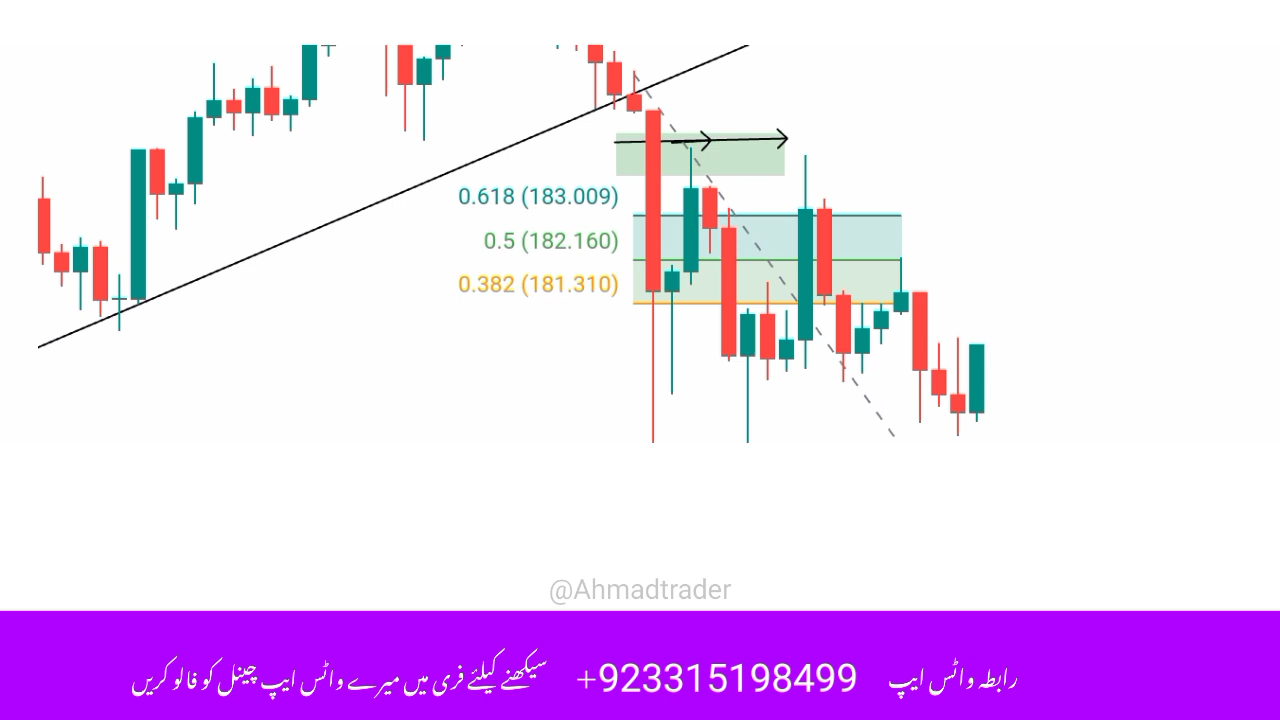 0.618 (183.009)
0.5 (182.160)
0.382 (181.310)
@Ahmadtrader
رابطہ واٹس ایپ +923315198499 سیکھنے کیلئے فری میں میرے واٹس ایپ چینل کو فالو کریں